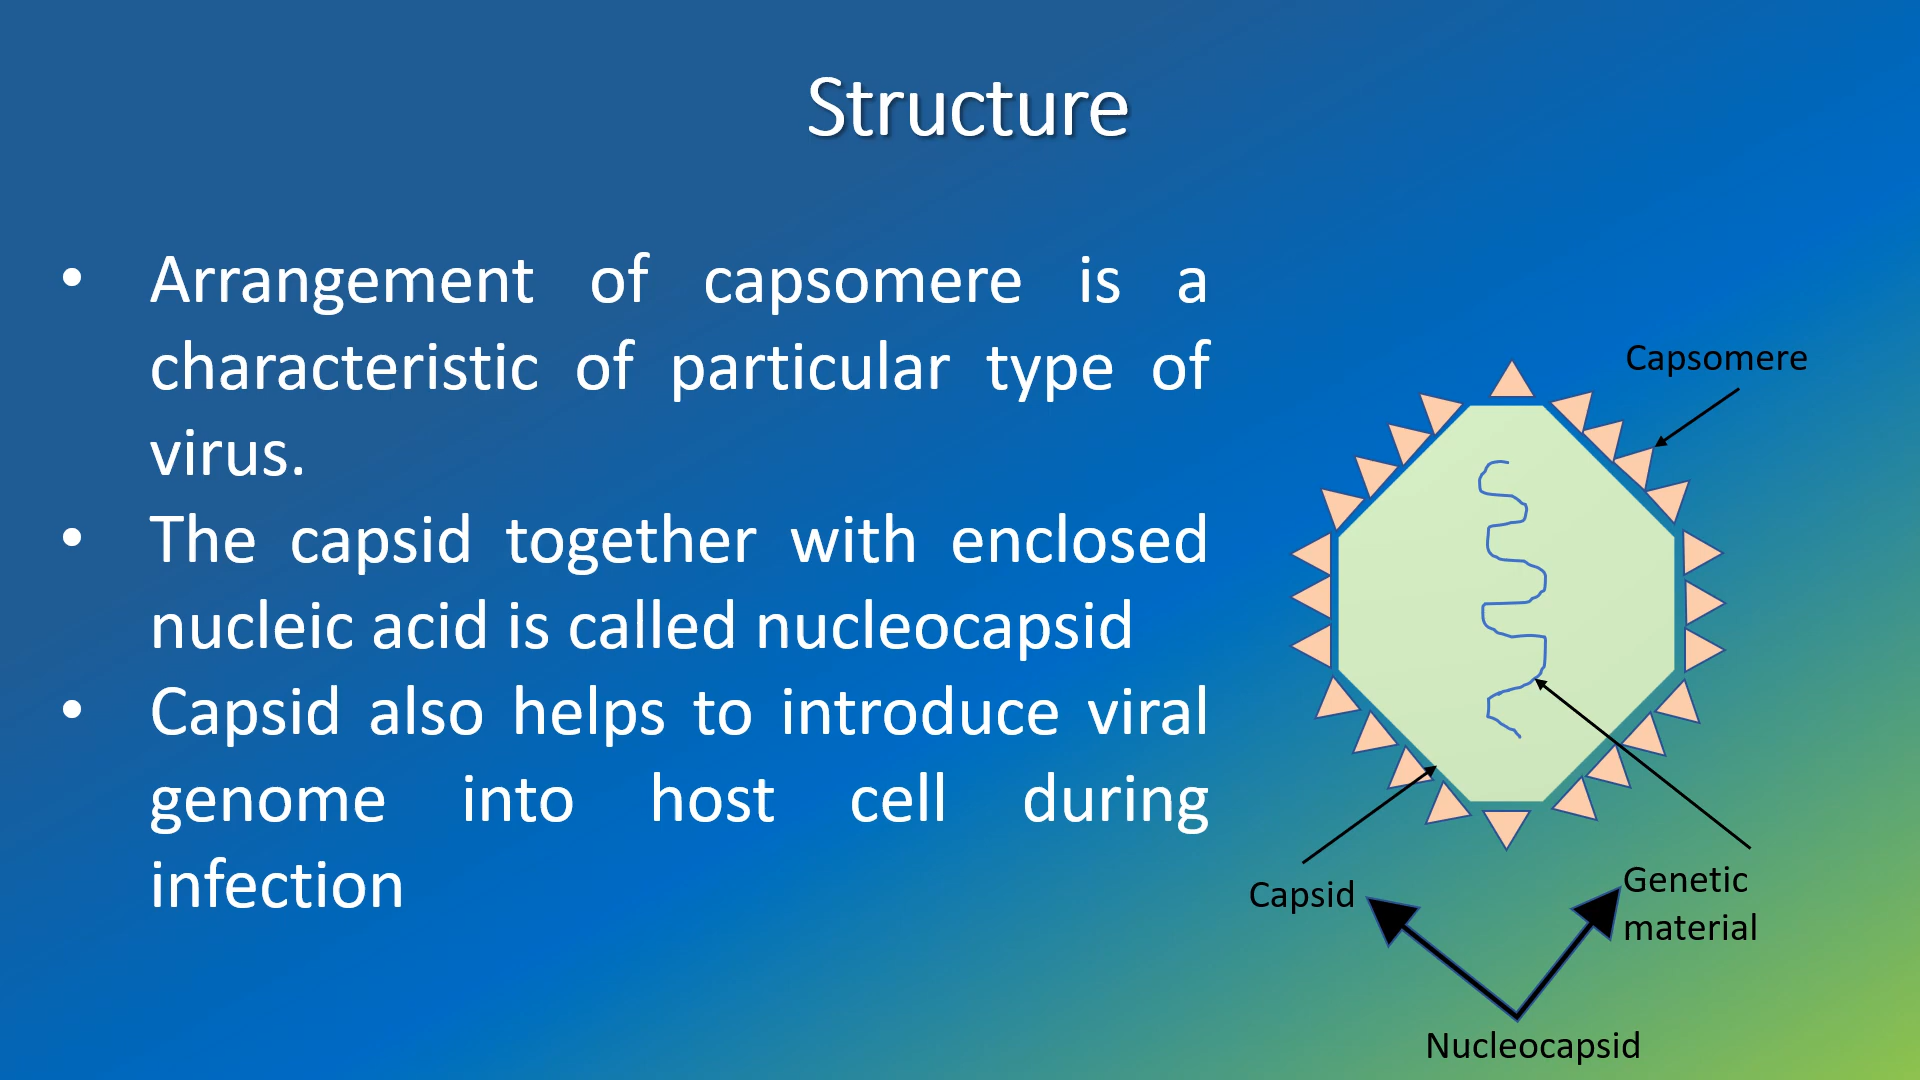 Structure
• Arrangement of capsomere is a
characteristic of particular type of
virus.
• The capsid together with enclosed
nucleic acid is called nucleocapsid
• Capsid also helps to introduce viral
genome into host cell during
infection
Capsomere
Capsid
Genetic
material
Nucleocapsid